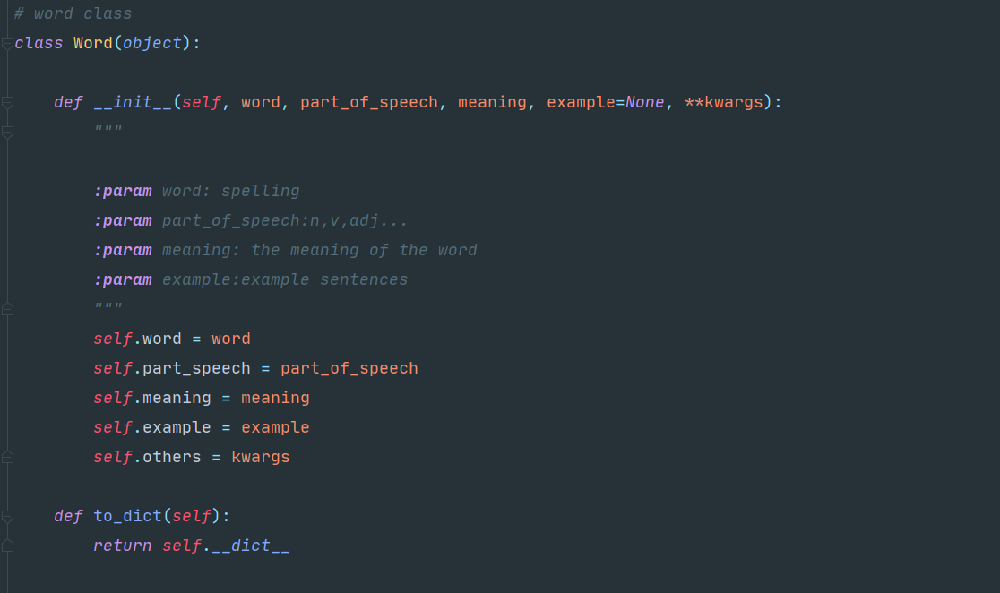 # word class
class Word(object):
def __init__(self, word, part_of_speech, meaning, example=None, **kwargs):
"""
:param word: spelling
:param part_of_speech:n,v,adj...
:param meaning: the meaning of the word
:param example:example sentences
"""
self.word = word
self.part_speech = part_of_speech
self.meaning = meaning
self.example = example
self.others = kwargs
def to_dict(self):
return self.__dict__